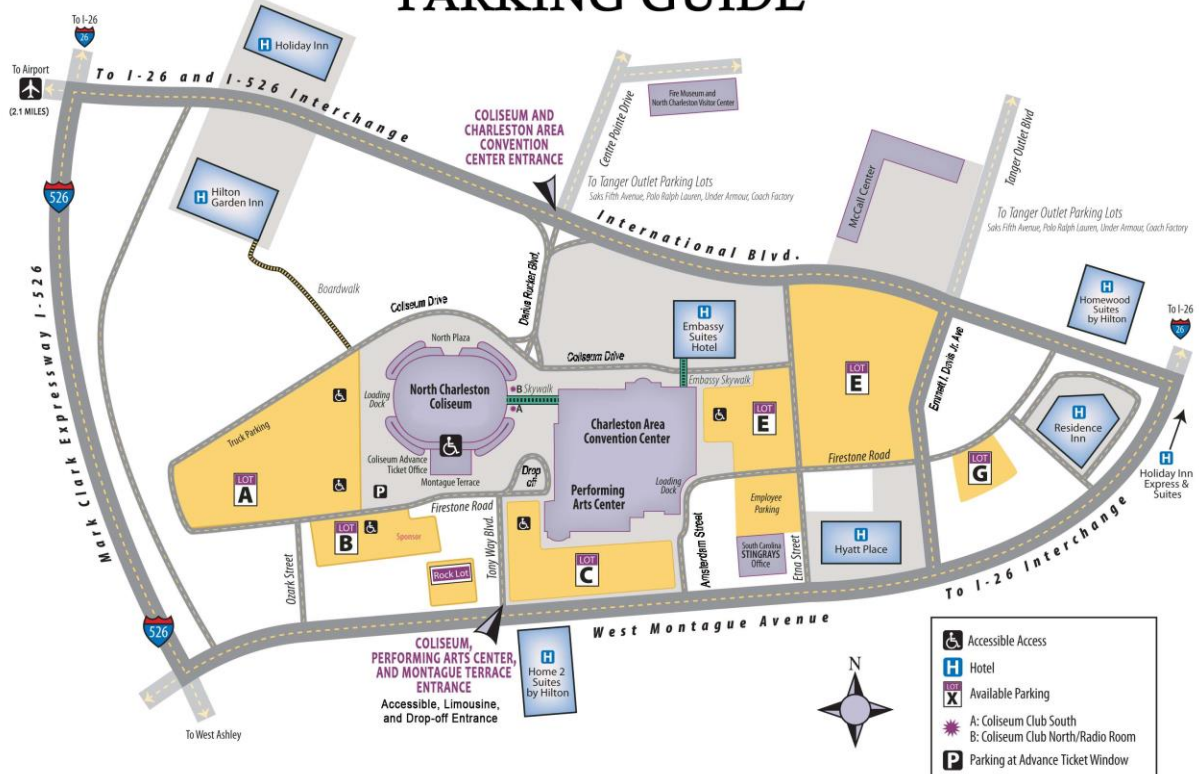 PARKING GUIDE
To I-26
26
To Airport
(2.1 MILES)
To I-26 and I-526 Interchange
H Holiday Inn
COLISEUM AND
CHARLESTON AREA
CONVENTION
CENTER ENTRANCE
Centre Pointe Drive
Fire Museum and
North Charleston Visitor Center
To Tanger Outlet Parking Lots
Saks Fifth Avenue, Polo Ralph Lauren, Under Armour, Coach Factory
McCall Center
Tanger Outlet Blvd
To Tanger Outlet Parking Lots
Saks Fifth Avenue, Polo Ralph Lauren, Under Armour, Coach Factory
526
H Hilton
Garden Inn
International Blvd.
Mark Clark Expressway I-526
Boardwalk
Coliseum Drive
Darius Rucker Blvd.
H
Embassy
Suites
Hotel
H
Homewood
Suites
by Hilton
To I-26
26
North Plaza
Loading
Dock
North Charleston
Coliseum
B Skywalk
A
Coliseum Drive
Embassy Skywalk
Charleston Area
Convention Center
Performing
Arts Center
Loading
Dock
LOT
E
LOT
E
Emmett I. Davis Jr. Ave
H
Residence
Inn
H
Holiday Inn
Express &
Suites
Truck Parking
LOT
A
P
Coliseum Advance
Ticket Office
Montague Terrace
Drop
off
Firestone Road
Firestone Road
LOT
G
LOT
B
Sponsor
Rock Lot
Ozark Street
Tony Way Blvd.
LOT
C
Amsterdam Street
Employee
Parking
South Carolina
STINGRAYS
Office
Etna Street
H
Hyatt Place
To I-26 Interchange
West Montague Avenue
526
COLISEUM,
PERFORMING ARTS CENTER,
AND MONTAGUE TERRACE
ENTRANCE
Accessible, Limousine,
and Drop-off Entrance
H
Home 2
Suites
by Hilton
To West Ashley
N
Accessible Access
H Hotel
LOT
X Available Parking
A: Coliseum Club South
B: Coliseum Club North/Radio Room
P Parking at Advance Ticket Window